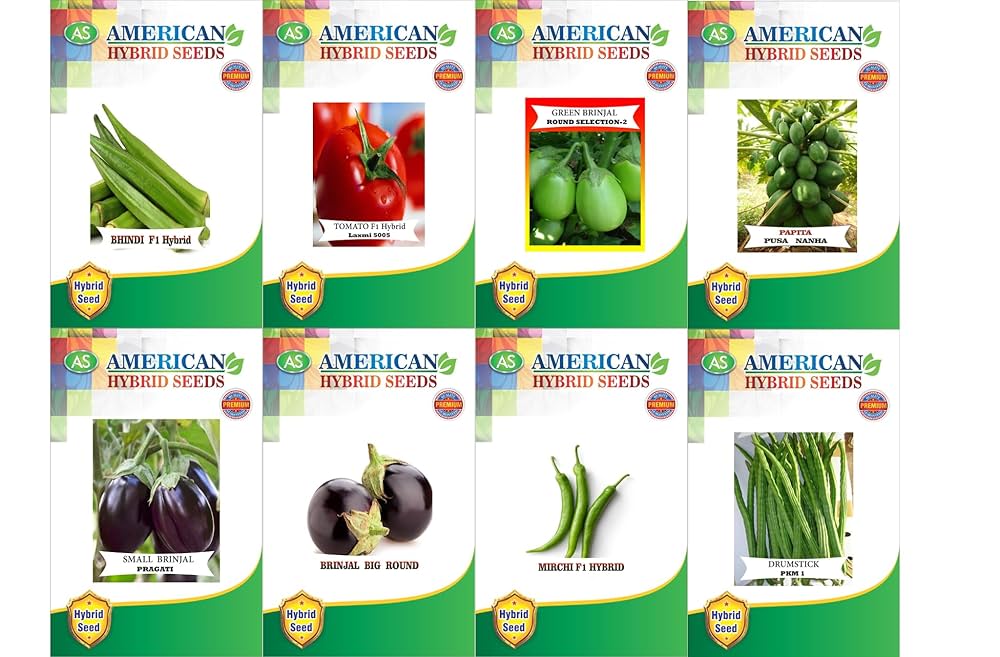 AS AMERICAN
HYBRID SEEDS
PREMIUM
BHINDI F1 Hybrid
Hybrid
Seed
AS AMERICAN
HYBRID SEEDS
PREMIUM
TOMATO F1 Hybrid
Laxmi 5005
Hybrid
Seed
AS AMERICAN
HYBRID SEEDS
PREMIUM
GREEN BRINJAL
ROUND SELECTION-2
Hybrid
Seed
AS AMERICAN
HYBRID SEEDS
PREMIUM
PAPITA
PUSA NANHA
Hybrid
Seed
AS AMERICAN
HYBRID SEEDS
PREMIUM
SMALL BRINJAL
PRAGATI
Hybrid
Seed
AS AMERICAN
HYBRID SEEDS
PREMIUM
BRINJAL BIG ROUND
Hybrid
Seed
AS AMERICAN
HYBRID SEEDS
PREMIUM
MIRCHI F1 HYBRID
Hybrid
Seed
AS AMERICAN
HYBRID SEEDS
PREMIUM
DRUMSTICK
PKM 1
Hybrid
Seed